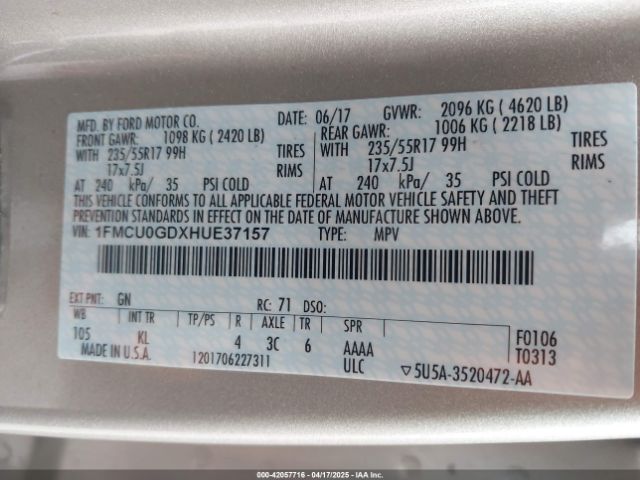 MFD. BY FORD MOTOR CO. DATE: 06/17 GVWR: 2096 KG ( 4620 LB)
FRONT GAWR: 1098 KG ( 2420 LB) REAR GAWR: 1006 KG ( 2218 LB)
WITH 235/55R17 99H TIRES WITH 235/55R17 99H TIRES
17x7.5J RIMS 17x7.5J RIMS
AT 240 kPa/ 35 PSI COLD AT 240 kPa/ 35 PSI COLD
THIS VEHICLE CONFORMS TO ALL APPLICABLE FEDERAL MOTOR VEHICLE SAFETY AND THEFT
PREVENTION STANDARDS IN EFFECT ON THE DATE OF MANUFACTURE SHOWN ABOVE.
VIN: 1FMCU0GDXHUE37157 TYPE: MPV
EXT PNT: GN RC: 71 DSO:
WB INT TR TP/PS R AXLE TR SPR
105 KL 4 3C 6 AAAA F0106
MADE IN U.S.A. 1201706227311 ULC T0313
▽5U5A-3520472-AA
000-42057716 - 04/17/2025 - IAA Inc.